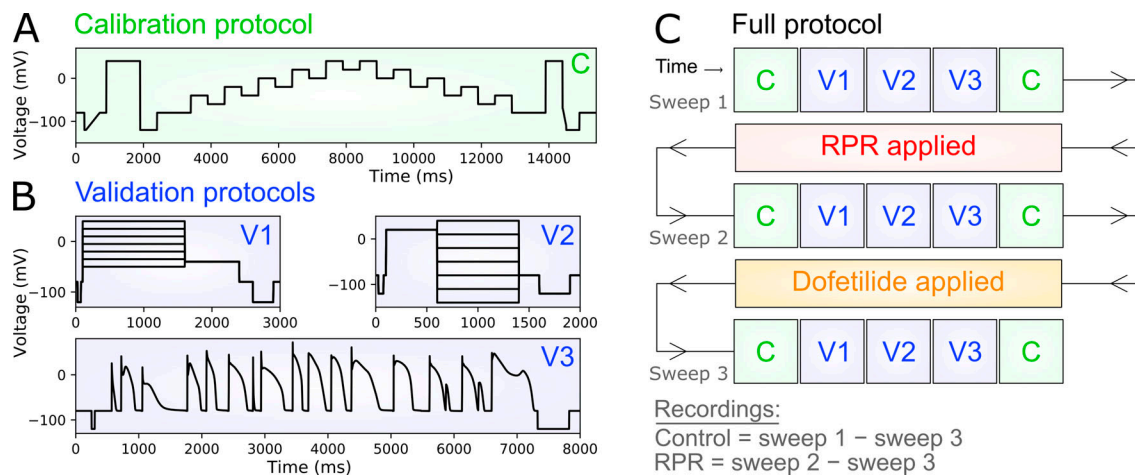 A Calibration protocol
C
Voltage (mV)
0
−100
0 2000 4000 6000 8000 10000 12000 14000
Time (ms)
B Validation protocols
V1
Voltage (mV)
0
−100
0 1000 2000 3000
V2
0
−100
0 500 1000 1500 2000
V3
0
−100
0 1000 2000 3000 4000 5000 6000 7000 8000
Time (ms)
C Full protocol
Time →
C V1 V2 V3 C
Sweep 1
RPR applied
C V1 V2 V3 C
Sweep 2
Dofetilide applied
C V1 V2 V3 C
Sweep 3
Recordings:
Control = sweep 1 − sweep 3
RPR = sweep 2 − sweep 3